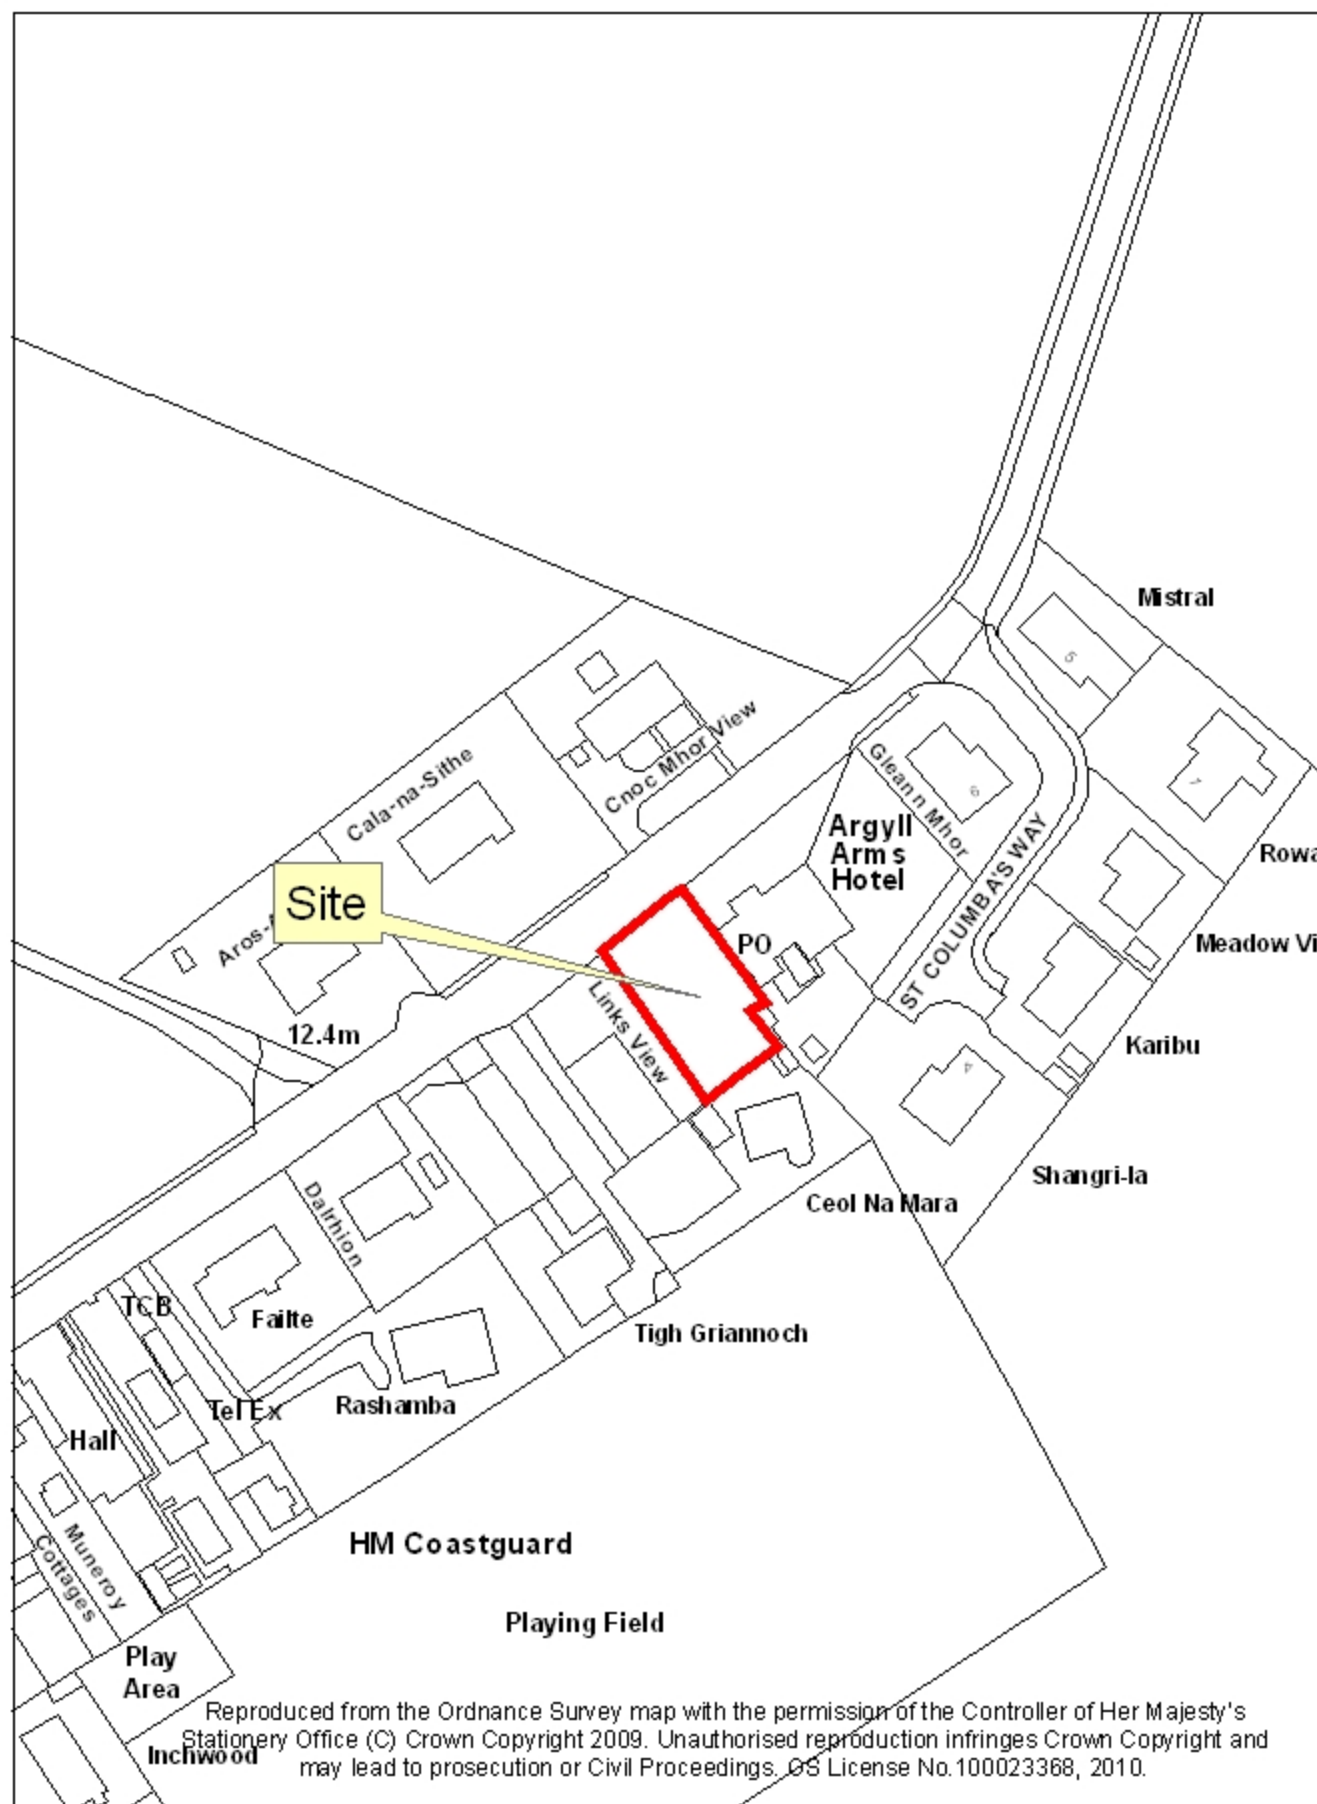 Mistral
5
Cnoc Mhor View
Cala-na-Sithe
Gleann Mhor
6
7
Argyll
Arms
Hotel
ST COLUMBA'S WAY
Site
Aros-
PO
Rowa
Meadow Vi
Links View
12.4m
Karibu
4
Shangri-la
Ceol Na Mara
Dalrhion
TCB
Failte
Tigh Griannoch
Rashamba
Tel Ex
Hall
HM Coastguard
Muneroy
Cottages
Playing Field
Play
Area
Inchwood
Reproduced from the Ordnance Survey map with the permission of the Controller of Her Majesty's
Stationery Office (C) Crown Copyright 2009. Unauthorised reproduction infringes Crown Copyright and
may lead to prosecution or Civil Proceedings. OS License No.100023368, 2010.